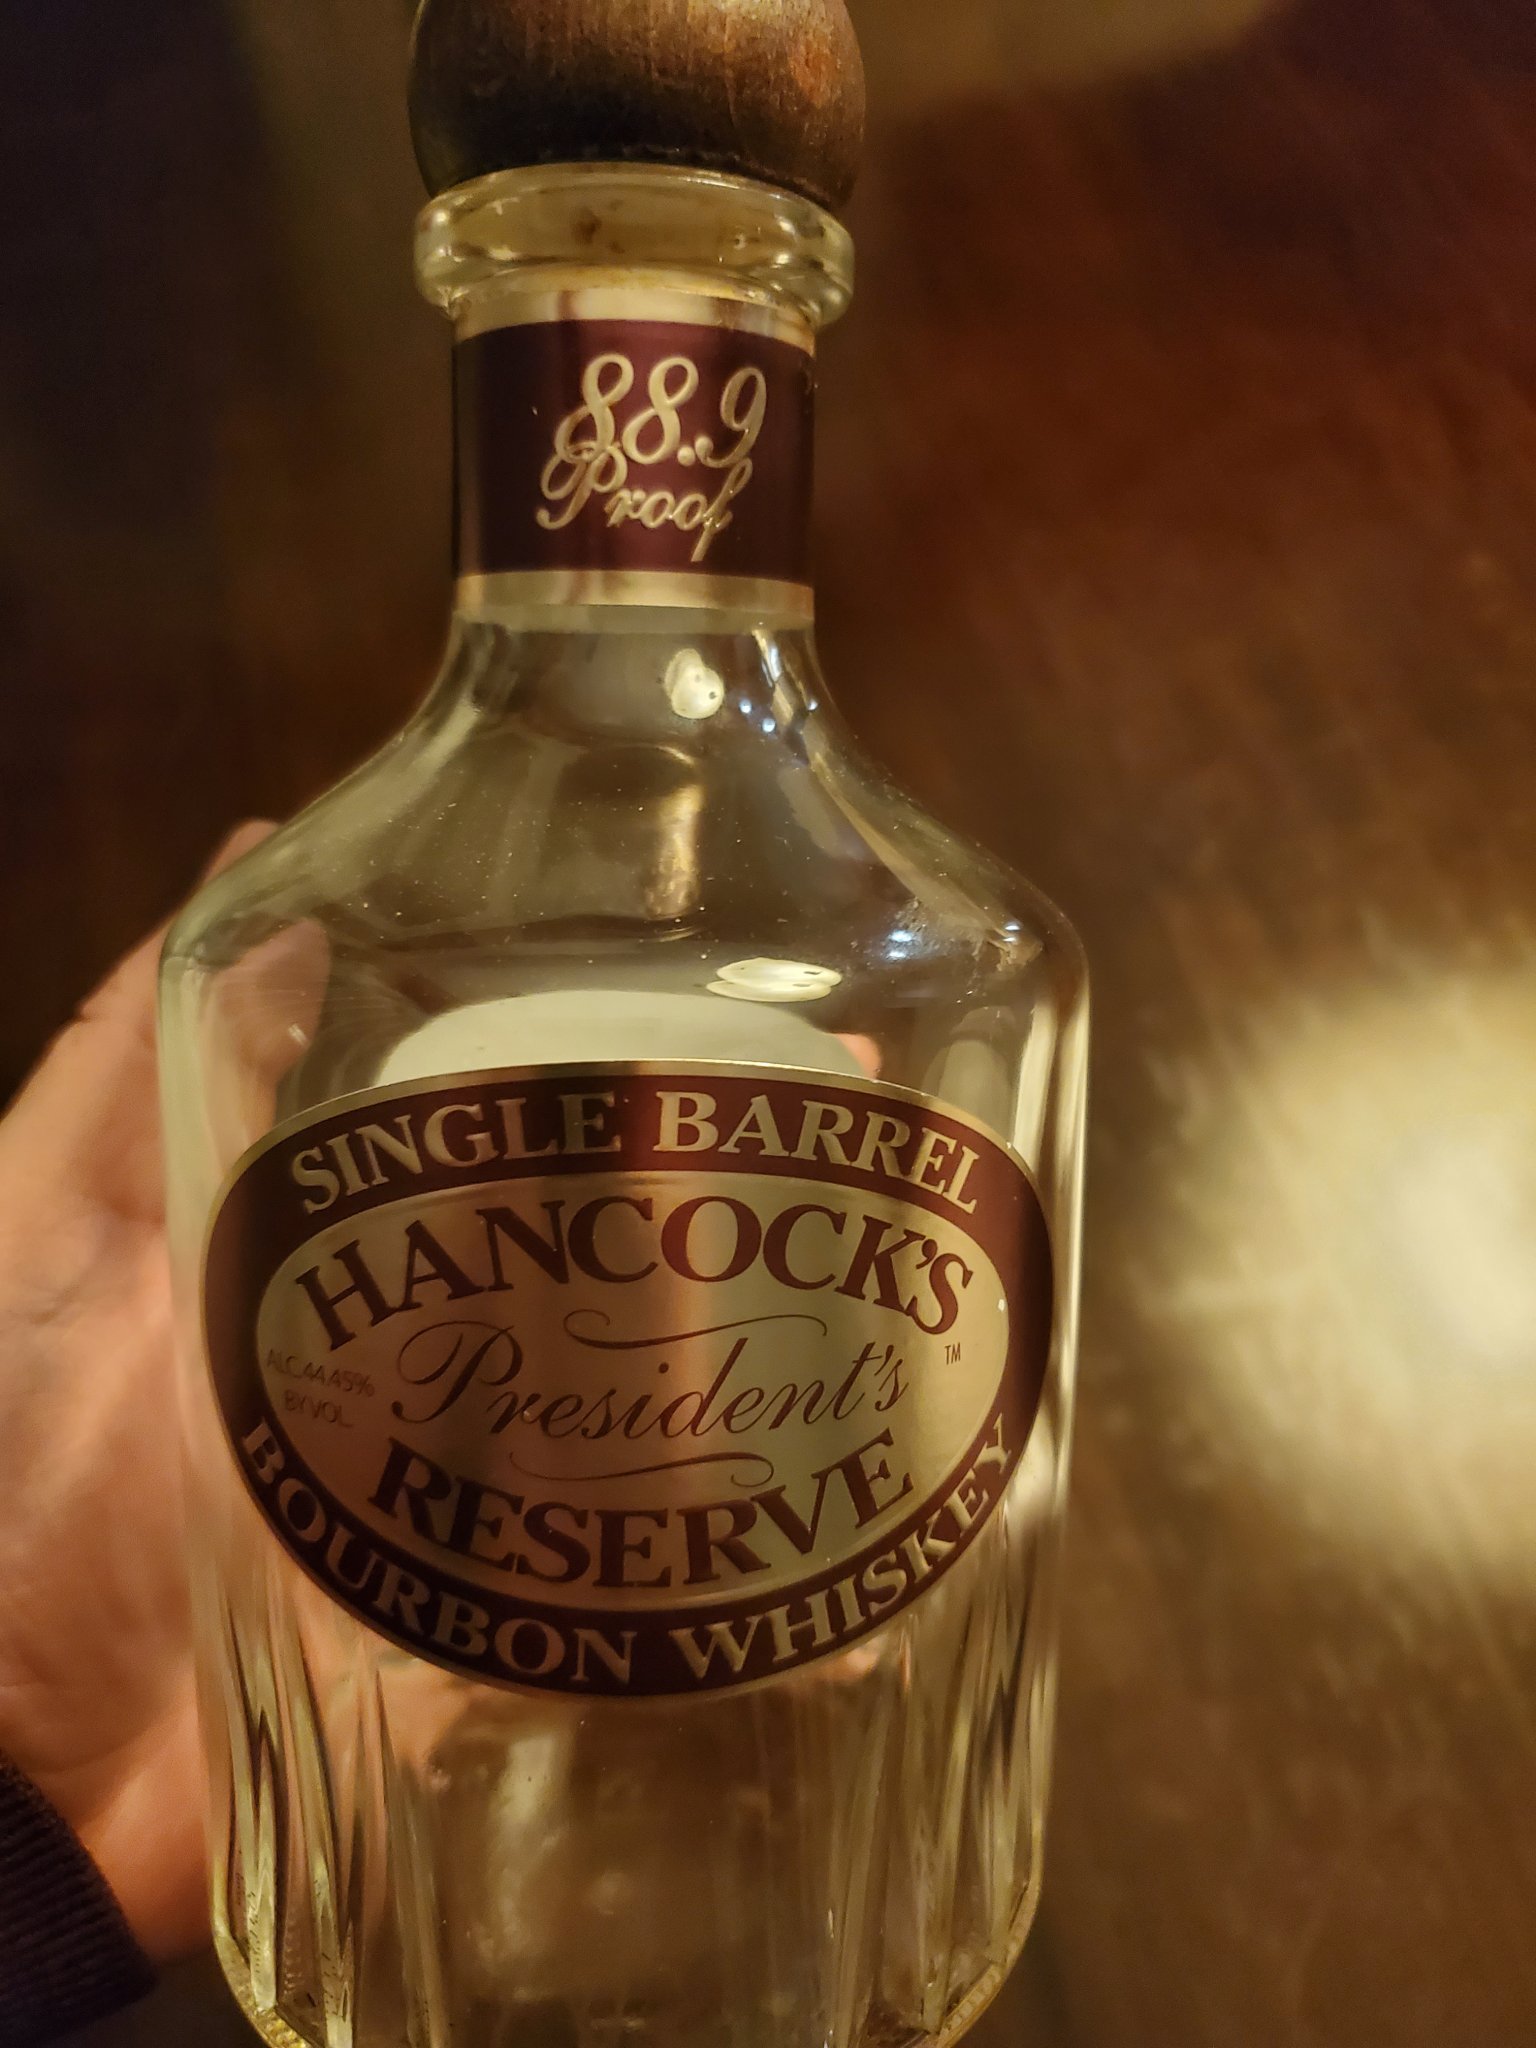 88.9
Proof
SINGLE BARREL
HANCOCK'S
President's
TM
ALC.44.45%
BY VOL.
RESERVE
BOURBON WHISKEY